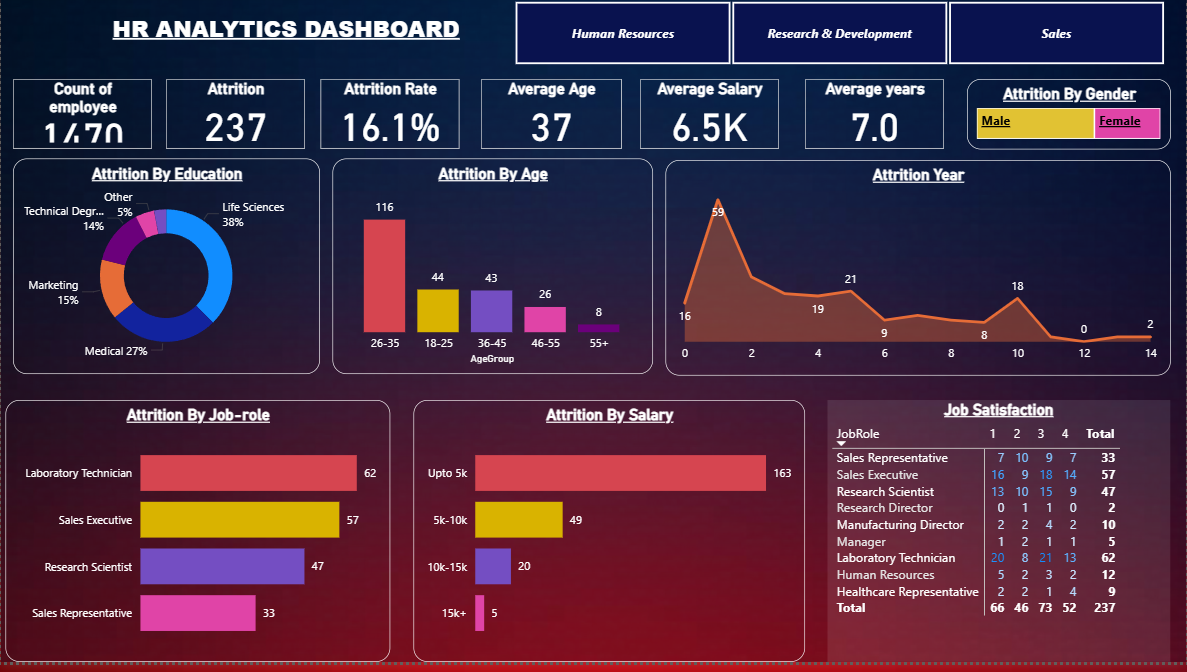 HR ANALYTICS DASHBOARD
Human Resources
Research & Development
Sales
Count of
employee
1470
Attrition
237
Attrition Rate
16.1%
Average Age
37
Average Salary
6.5K
Average years
7.0
Attrition By Gender
Male
Female
Attrition By Education
Other
5%
Life Sciences
38%
Technical Degr...
14%
Marketing
15%
Medical 27%
Attrition By Age
116
44
43
26
8
26-35 18-25 36-45 46-55 55+
AgeGroup
Attrition Year
59
16
19
21
9
8
18
0
2
0 2 4 6 8 10 12 14
Attrition By Job-role
Laboratory Technician 62
Sales Executive 57
Research Scientist 47
Sales Representative 33
Attrition By Salary
Upto 5k 163
5k-10k 49
10k-15k 20
15k+ 5
Job Satisfaction
JobRole 1 2 3 4 Total
Sales Representative 7 10 9 7 33
Sales Executive 16 9 18 14 57
Research Scientist 13 10 15 9 47
Research Director 0 1 1 0 2
Manufacturing Director 2 2 4 2 10
Manager 1 2 1 1 5
Laboratory Technician 20 8 21 13 62
Human Resources 5 2 3 2 12
Healthcare Representative 2 2 1 4 9
Total 66 46 73 52 237